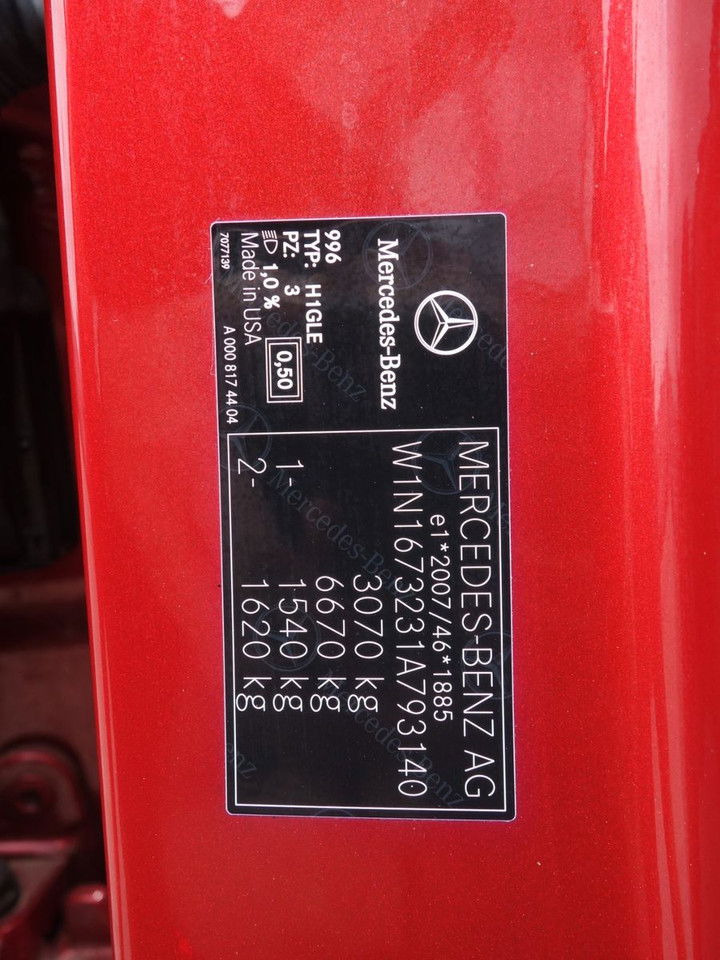 Mercedes-Benz
996
TYP: H1GLE
PZ: 3
1,0 %
0,50
Made in USA
7077139
A 000 817 44 04
MERCEDES-BENZ AG
e1*2007/46*1885
W1N1673231A793140
3070 kg
6670 kg
1- 1540 kg
2- 1620 kg